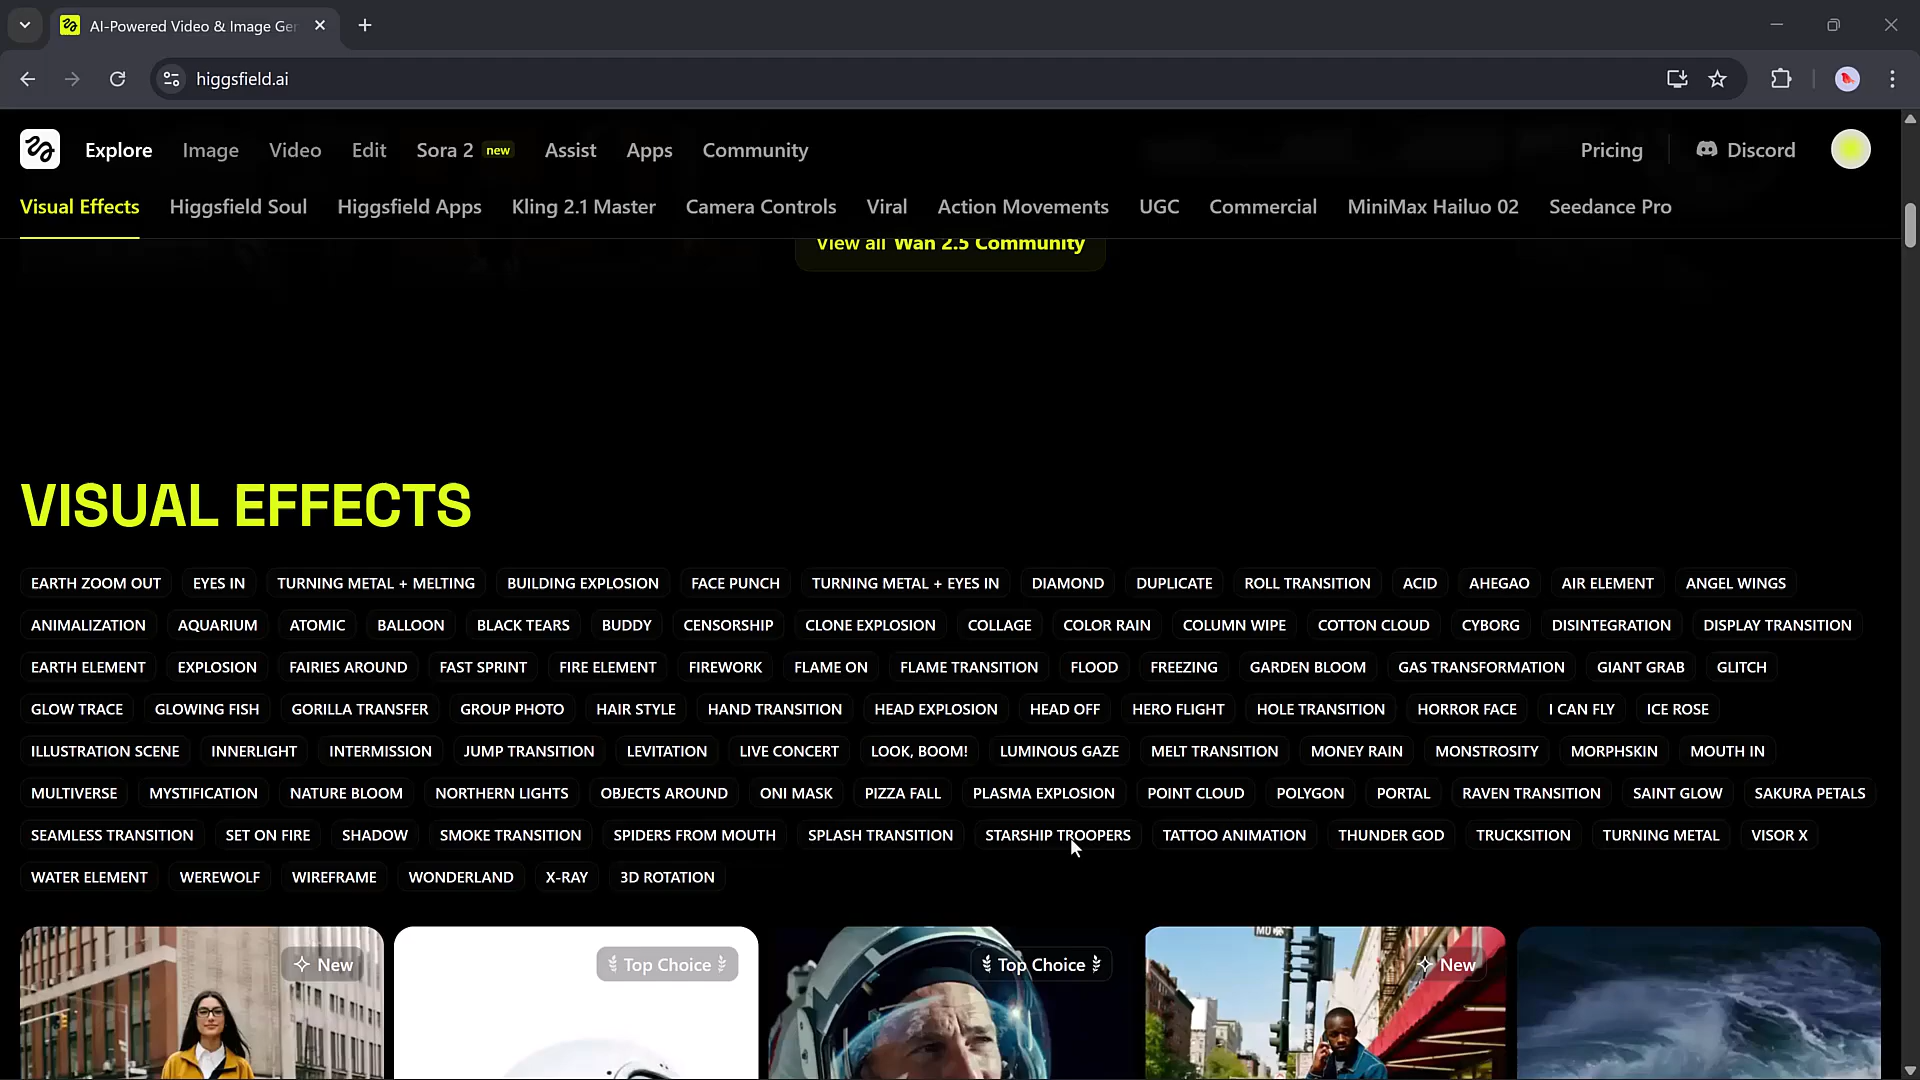 AI-Powered Video & Image Ger
higgsfield.ai
Explore Image Video Edit Sora 2 new Assist Apps Community Pricing Discord
Visual Effects Higgsfield Soul Higgsfield Apps Kling 2.1 Master Camera Controls Viral Action Movements UGC Commercial MiniMax Hailuo 02 Seedance Pro
View all Wan 2.5 Community
VISUAL EFFECTS
EARTH ZOOM OUT EYES IN TURNING METAL + MELTING BUILDING EXPLOSION FACE PUNCH TURNING METAL + EYES IN DIAMOND DUPLICATE ROLL TRANSITION ACID AHEGAO AIR ELEMENT ANGEL WINGS
ANIMALIZATION AQUARIUM ATOMIC BALLOON BLACK TEARS BUDDY CENSORSHIP CLONE EXPLOSION COLLAGE COLOR RAIN COLUMN WIPE COTTON CLOUD CYBORG DISINTEGRATION DISPLAY TRANSITION
EARTH ELEMENT EXPLOSION FAIRIES AROUND FAST SPRINT FIRE ELEMENT FIREWORK FLAME ON FLAME TRANSITION FLOOD FREEZING GARDEN BLOOM GAS TRANSFORMATION GIANT GRAB GLITCH
GLOW TRACE GLOWING FISH GORILLA TRANSFER GROUP PHOTO HAIR STYLE HAND TRANSITION HEAD EXPLOSION HEAD OFF HERO FLIGHT HOLE TRANSITION HORROR FACE I CAN FLY ICE ROSE
ILLUSTRATION SCENE INNERLIGHT INTERMISSION JUMP TRANSITION LEVITATION LIVE CONCERT LOOK, BOOM! LUMINOUS GAZE MELT TRANSITION MONEY RAIN MONSTROSITY MORPHSKIN MOUTH IN
MULTIVERSE MYSTIFICATION NATURE BLOOM NORTHERN LIGHTS OBJECTS AROUND ONI MASK PIZZA FALL PLASMA EXPLOSION POINT CLOUD POLYGON PORTAL RAVEN TRANSITION SAINT GLOW SAKURA PETALS
SEAMLESS TRANSITION SET ON FIRE SHADOW SMOKE TRANSITION SPIDERS FROM MOUTH SPLASH TRANSITION STARSHIP TROOPERS TATTOO ANIMATION THUNDER GOD TRUCKSITION TURNING METAL VISOR X
WATER ELEMENT WEREWOLF WIREFRAME WONDERLAND X-RAY 3D ROTATION
New Top Choice Top Choice New